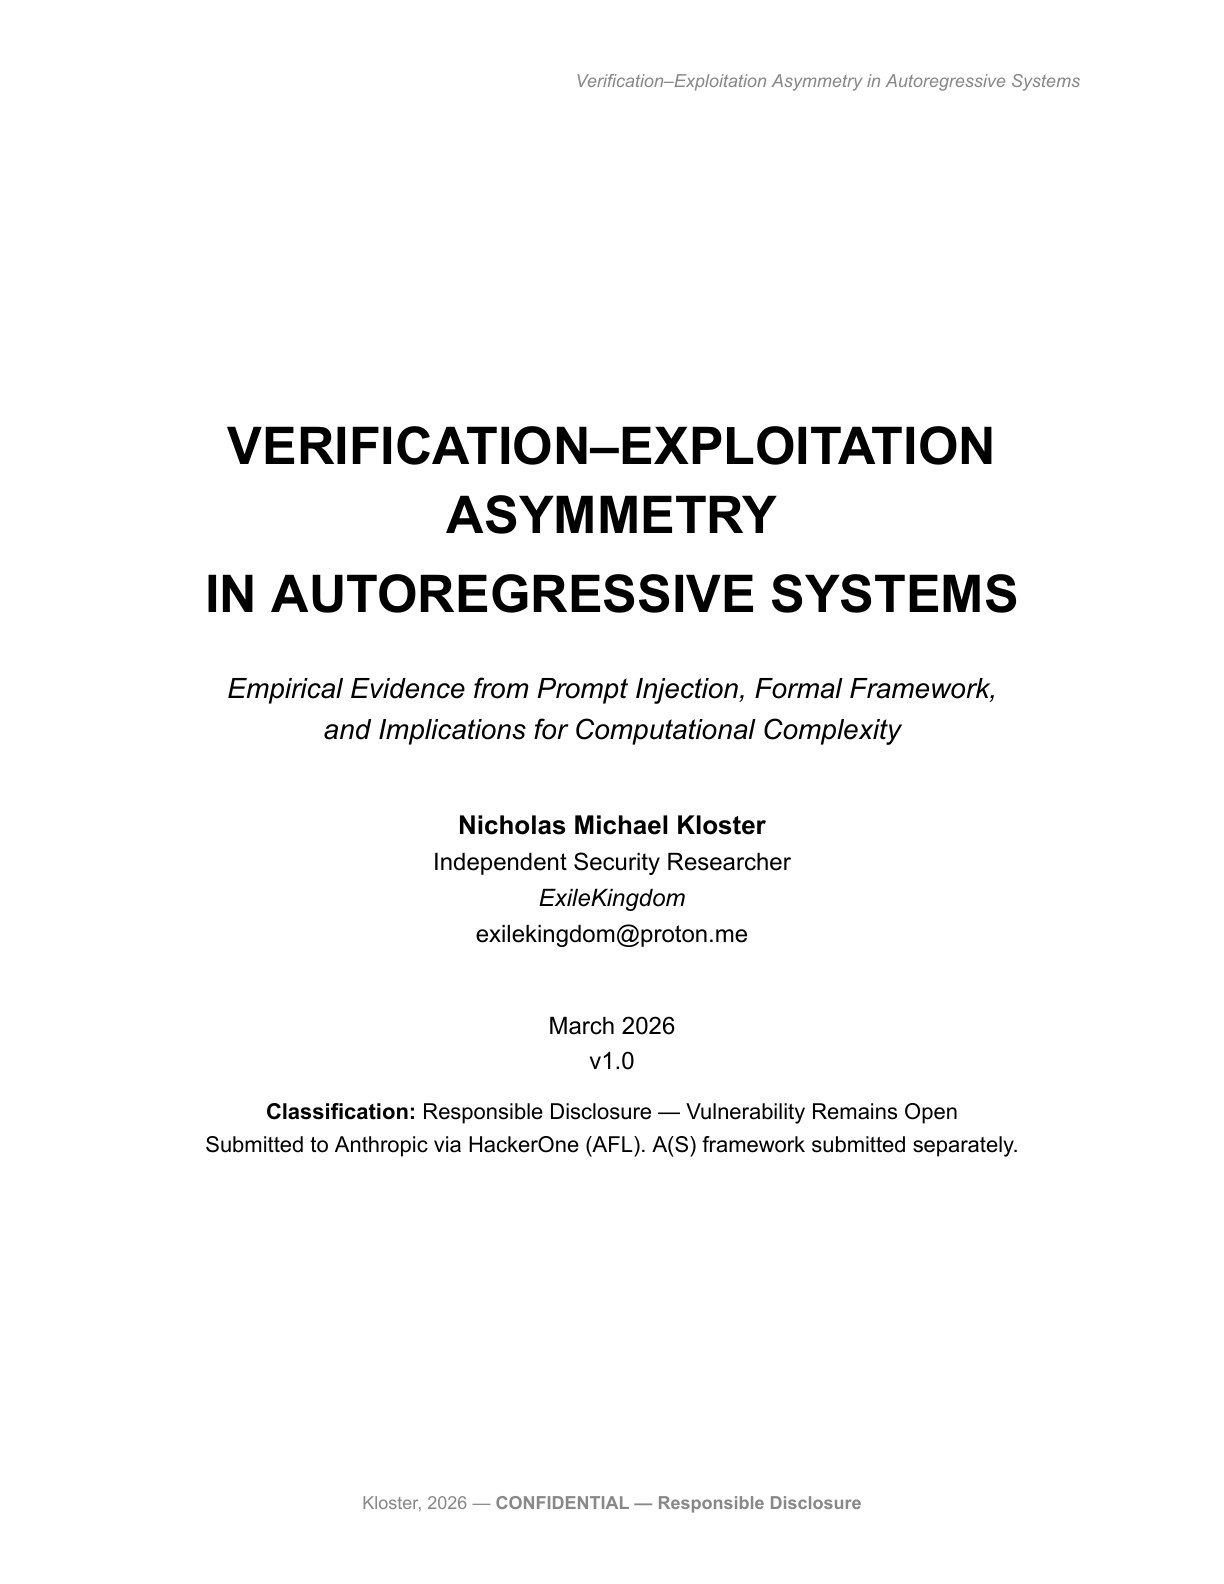 Verification–Exploitation Asymmetry in Autoregressive Systems
VERIFICATION–EXPLOITATION
ASYMMETRY
IN AUTOREGRESSIVE SYSTEMS
Empirical Evidence from Prompt Injection, Formal Framework,
and Implications for Computational Complexity
Nicholas Michael Kloster
Independent Security Researcher
ExileKingdom
exilekingdom@proton.me
March 2026
v1.0
Classification: Responsible Disclosure — Vulnerability Remains Open
Submitted to Anthropic via HackerOne (AFL). A(S) framework submitted separately.
Kloster, 2026 — CONFIDENTIAL — Responsible Disclosure